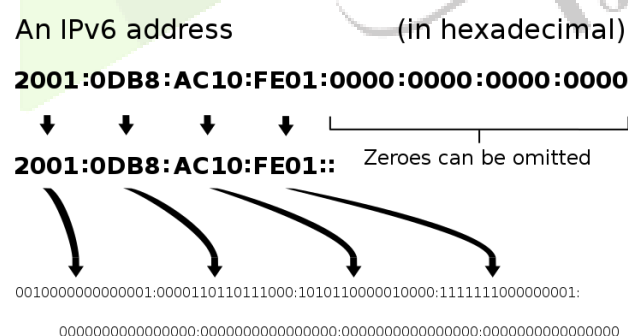 An IPv6 address (in hexadecimal)
2001:0DB8:AC10:FE01:0000:0000:0000:0000
2001:0DB8:AC10:FE01:: Zeroes can be omitted
0010000000000001:0000110110111000:1010110000010000:1111111000000001:
0000000000000000:0000000000000000:0000000000000000:0000000000000000